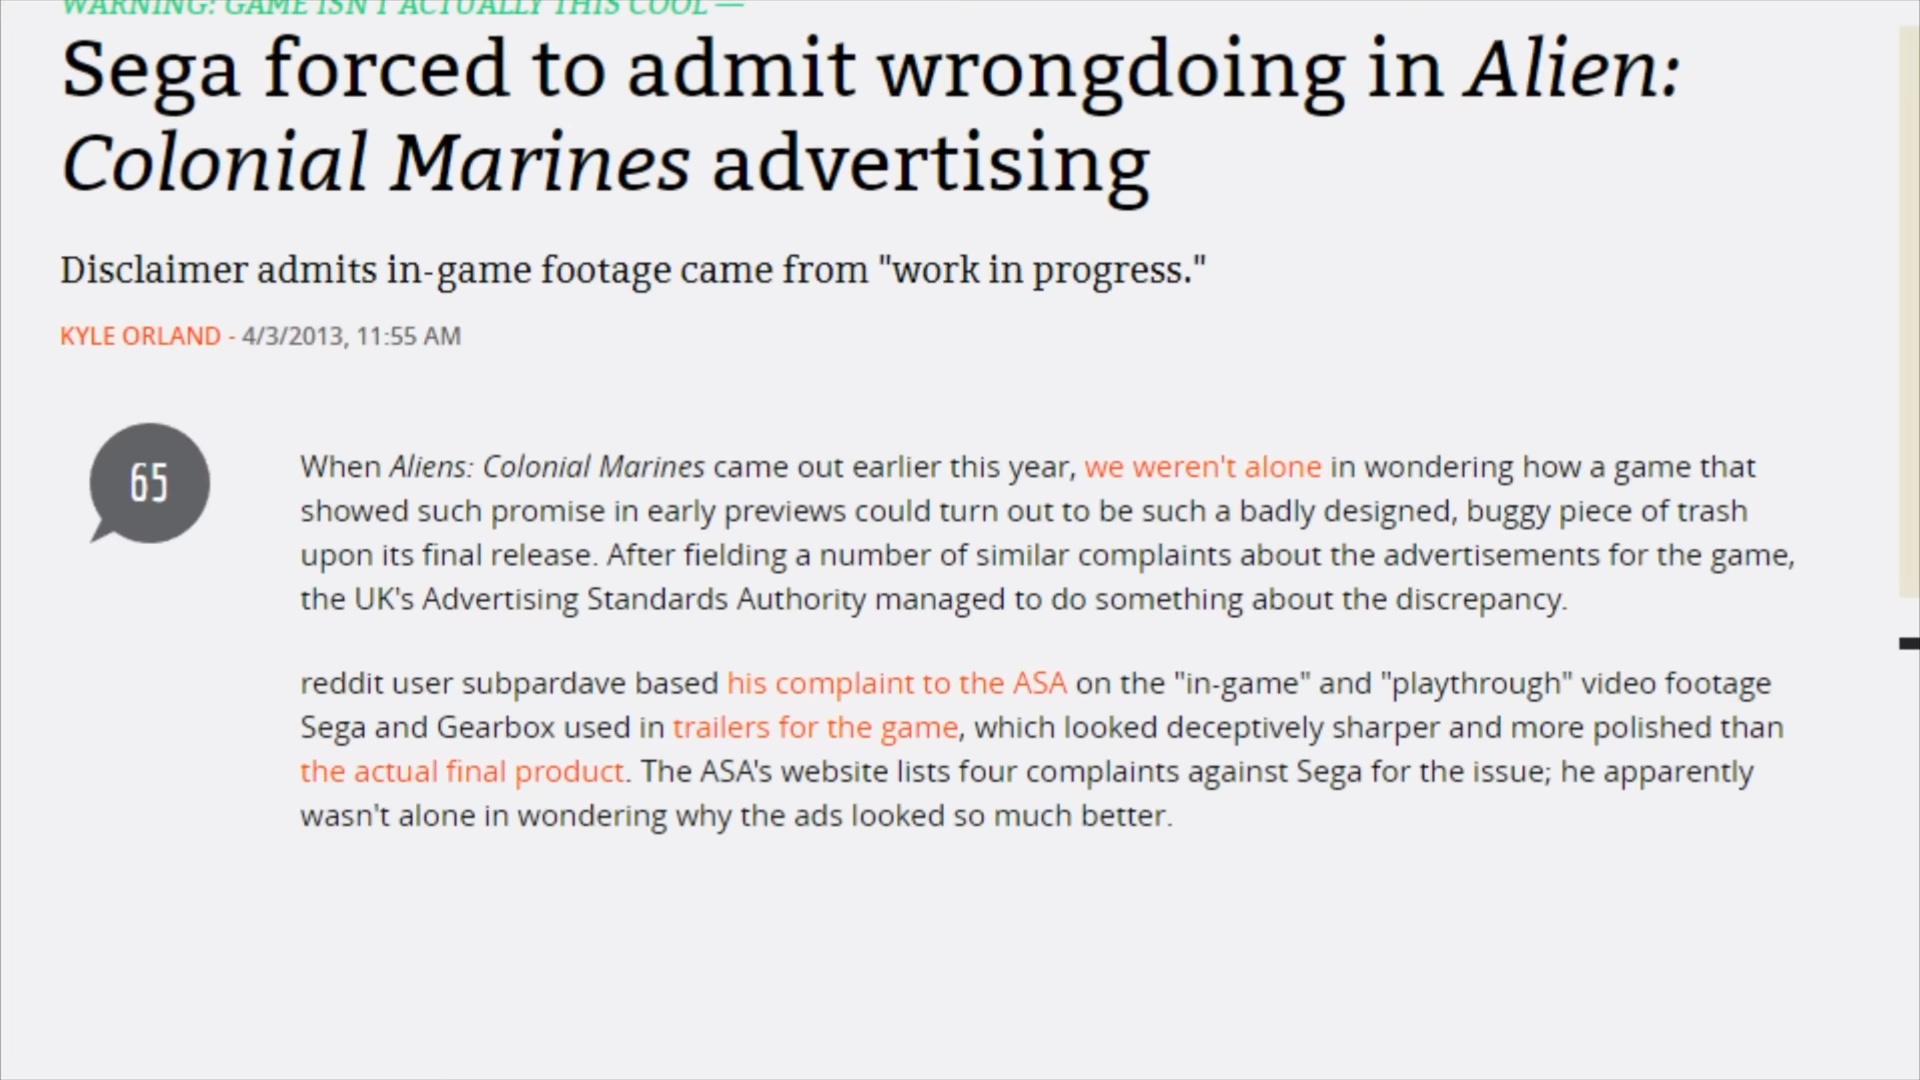 WARNING: GAME ISN'T ACTUALLY THIS COOL —
Sega forced to admit wrongdoing in Alien:
Colonial Marines advertising
Disclaimer admits in-game footage came from "work in progress."
KYLE ORLAND - 4/3/2013, 11:55 AM
65
When Aliens: Colonial Marines came out earlier this year, we weren't alone in wondering how a game that
showed such promise in early previews could turn out to be such a badly designed, buggy piece of trash
upon its final release. After fielding a number of similar complaints about the advertisements for the game,
the UK's Advertising Standards Authority managed to do something about the discrepancy.
reddit user subpardave based his complaint to the ASA on the "in-game" and "playthrough" video footage
Sega and Gearbox used in trailers for the game, which looked deceptively sharper and more polished than
the actual final product. The ASA's website lists four complaints against Sega for the issue; he apparently
wasn't alone in wondering why the ads looked so much better.